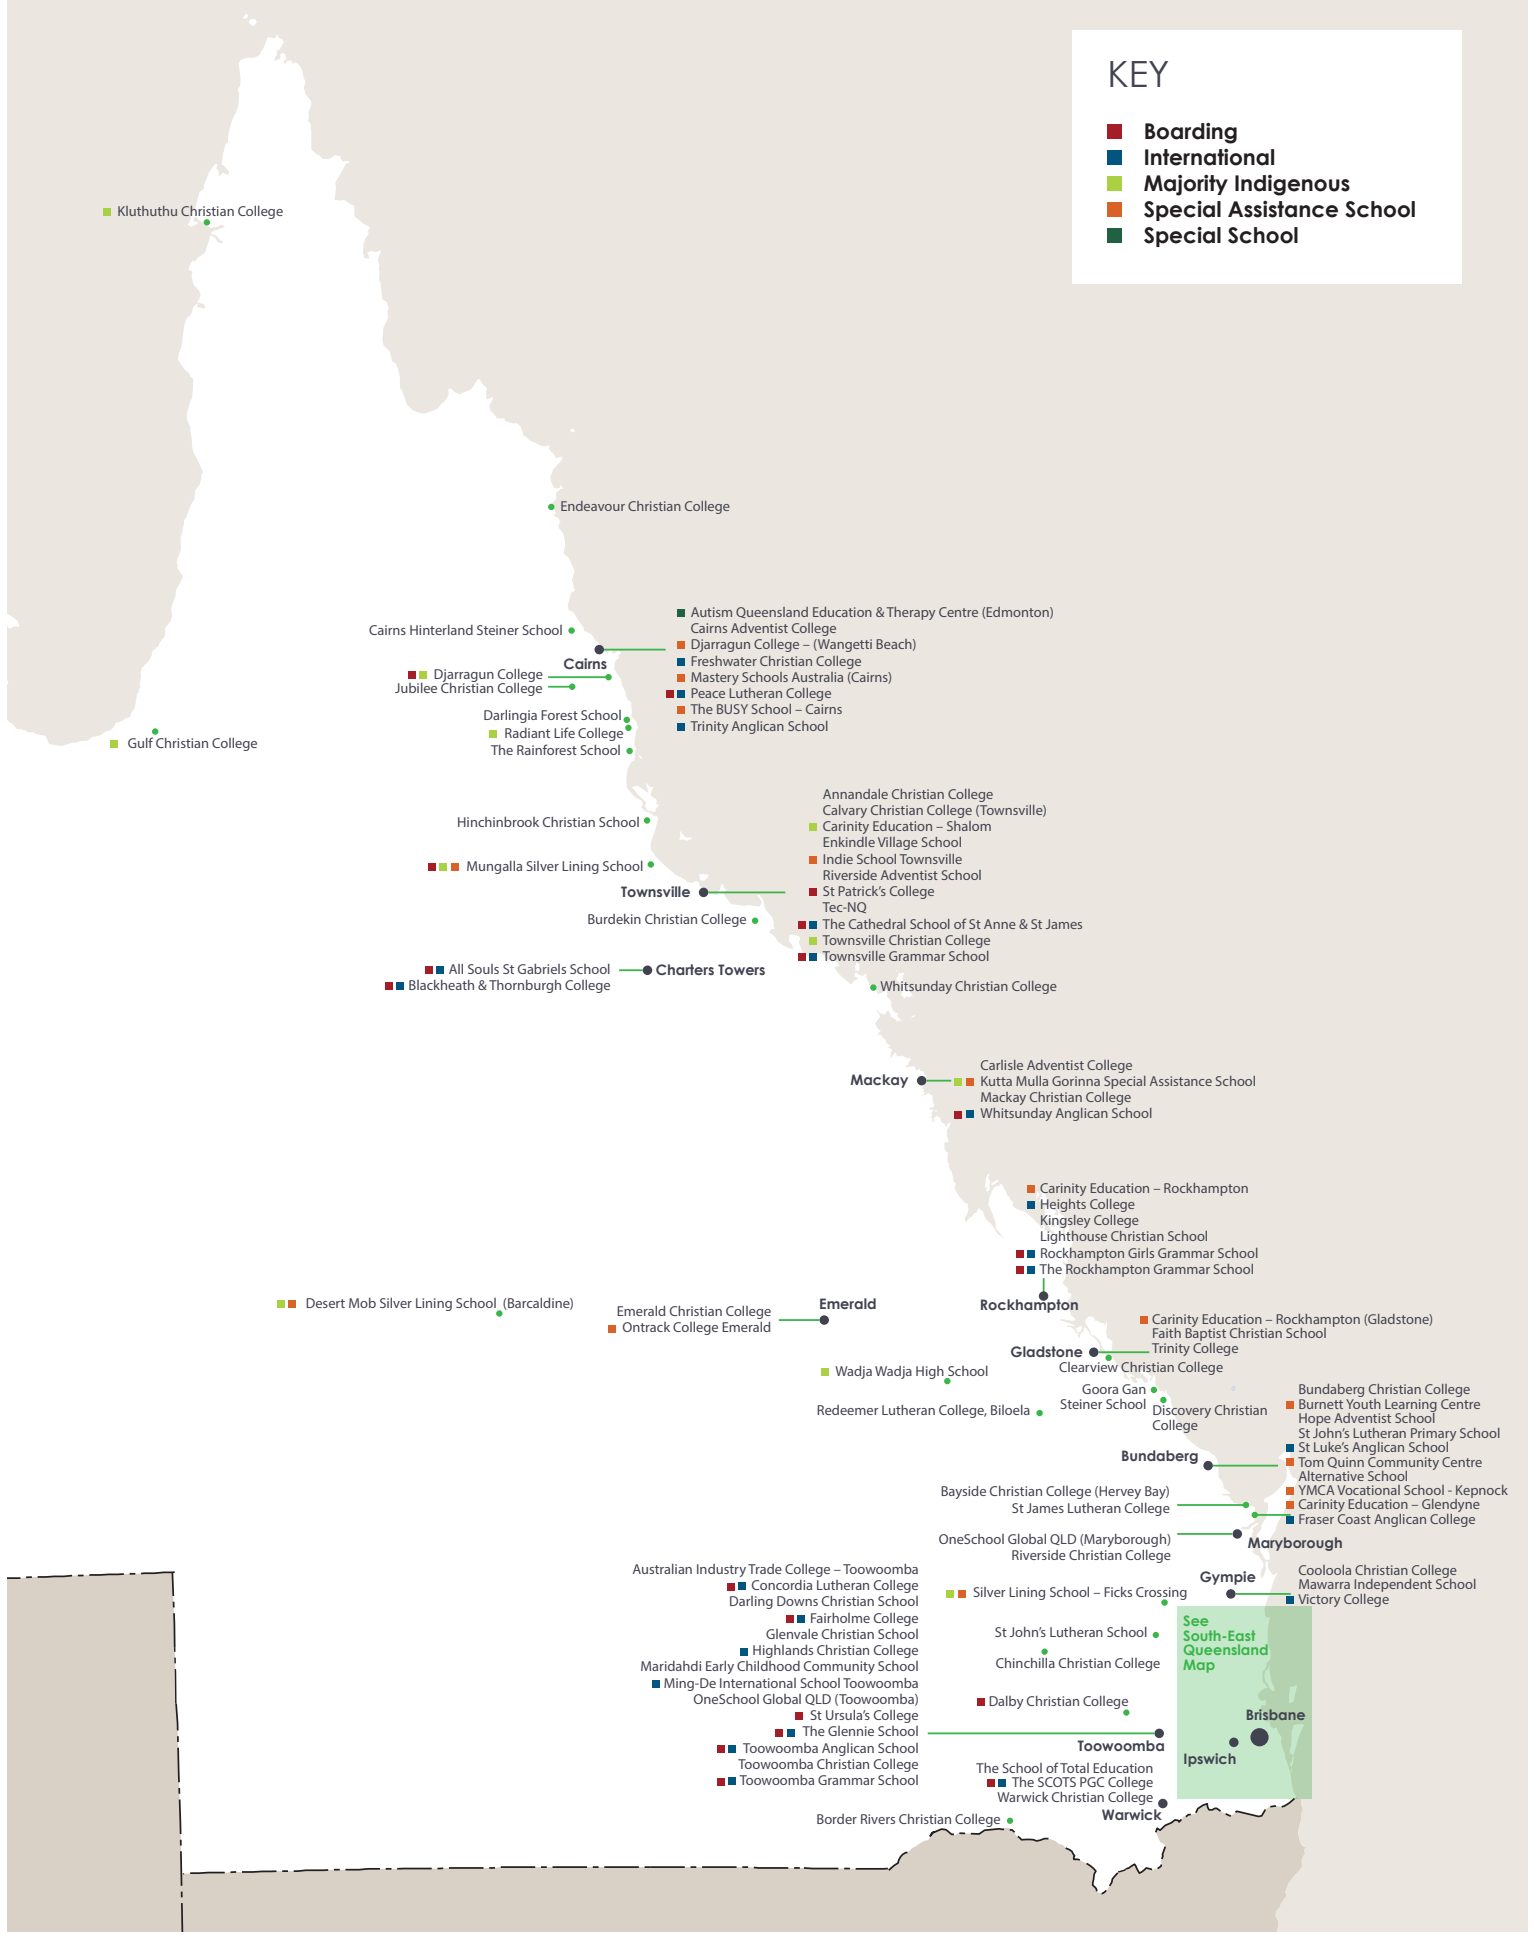 KEY
Boarding
International
Majority Indigenous
Special Assistance School
Special School
Kluthuthu Christian College
Endeavour Christian College
Cairns Hinterland Steiner School
Cairns
Djarragun College
Jubilee Christian College
Autism Queensland Education & Therapy Centre (Edmonton)
Cairns Adventist College
Djarragun College – (Wangetti Beach)
Freshwater Christian College
Mastery Schools Australia (Cairns)
Peace Lutheran College
The BUSY School – Cairns
Trinity Anglican School
Darlingia Forest School
Radiant Life College
The Rainforest School
Gulf Christian College
Hinchinbrook Christian School
Mungalla Silver Lining School
Townsville
Annandale Christian College
Calvary Christian College (Townsville)
Carinity Education – Shalom
Enkindle Village School
Indie School Townsville
Riverside Adventist School
St Patrick's College
Tec-NQ
The Cathedral School of St Anne & St James
Townsville Christian College
Townsville Grammar School
Burdekin Christian College
All Souls St Gabriels School
Blackheath & Thornburgh College
Charters Towers
Whitsunday Christian College
Mackay
Carlisle Adventist College
Kutta Mulla Gorinna Special Assistance School
Mackay Christian College
Whitsunday Anglican School
Carinity Education – Rockhampton
Heights College
Kingsley College
Lighthouse Christian School
Rockhampton Girls Grammar School
The Rockhampton Grammar School
Rockhampton
Desert Mob Silver Lining School (Barcaldine)
Emerald Christian College
Ontrack College Emerald
Emerald
Carinity Education – Rockhampton (Gladstone)
Faith Baptist Christian School
Trinity College
Gladstone
Clearview Christian College
Wadja Wadja High School
Goora Gan
Steiner School
Redeemer Lutheran College, Biloela
Discovery Christian
College
Bundaberg
Bundaberg Christian College
Burnett Youth Learning Centre
Hope Adventist School
St John's Lutheran Primary School
St Luke's Anglican School
Tom Quinn Community Centre
Alternative School
YMCA Vocational School - Kepnock
Carinity Education – Glendyne
Fraser Coast Anglican College
Bayside Christian College (Hervey Bay)
St James Lutheran College
OneSchool Global QLD (Maryborough)
Riverside Christian College
Maryborough
Gympie
Cooloola Christian College
Mawarra Independent School
Victory College
Australian Industry Trade College – Toowoomba
Concordia Lutheran College
Darling Downs Christian School
Fairholme College
Glenvale Christian School
Highlands Christian College
Maridahdi Early Childhood Community School
Ming-De International School Toowoomba
OneSchool Global QLD (Toowoomba)
St Ursula's College
The Glennie School
Toowoomba Anglican School
Toowoomba Christian College
Toowoomba Grammar School
Silver Lining School – Ficks Crossing
St John's Lutheran School
Chinchilla Christian College
Dalby Christian College
Toowoomba
See
South-East
Queensland
Map
Brisbane
Ipswich
The School of Total Education
The SCOTS PGC College
Warwick Christian College
Warwick
Border Rivers Christian College